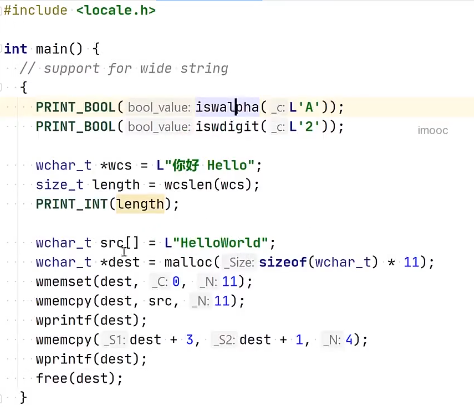 #include <locale.h>
int main() {
// support for wide string
{
PRINT_BOOL( bool_value: iswalpha( _c: L'A'));
PRINT_BOOL( bool_value: iswdigit( _c: L'2'));
imooc
wchar_t *wcs = L"你好 Hello";
size_t length = wcslen(wcs);
PRINT_INT(length);
wchar_t src[] = L"HelloWorld";
wchar_t *dest = malloc( _Size: sizeof(wchar_t) * 11);
wmemset(dest, _C: 0, _N: 11);
wmemcpy(dest, src, _N: 11);
wprintf(dest);
wmemcpy( _S1: dest + 3, _S2: dest + 1, _N: 4);
wprintf(dest);
free(dest);
}